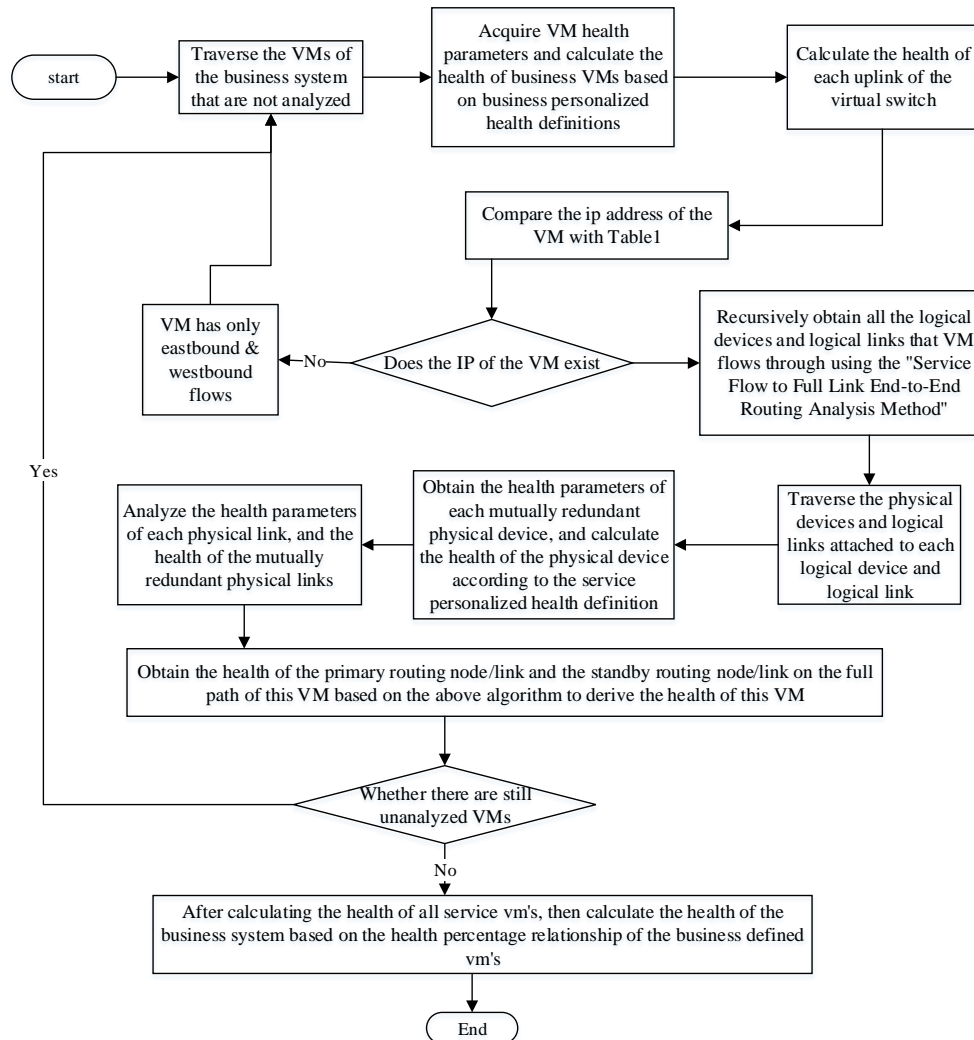 start
Traverse the VMs of
the business system
that are not analyzed
Acquire VM health
parameters and calculate the
health of business VMs based
on business personalized
health definitions
Calculate the health of
each uplink of the
virtual switch
Compare the ip address of the
VM with Table1
Does the IP of the VM exist
No
VM has only
eastbound &
westbound
flows
Recursively obtain all the logical
devices and logical links that VM
flows through using the "Service
Flow to Full Link End-to-End
Routing Analysis Method"
Traverse the physical
devices and logical
links attached to each
logical device and
logical link
Obtain the health parameters of
each mutually redundant
physical device, and calculate
the health of the physical device
according to the service
personalized health definition
Analyze the health parameters
of each physical link, and the
health of the mutually
redundant physical links
Obtain the health of the primary routing node/link and the standby routing node/link on the full
path of this VM based on the above algorithm to derive the health of this VM
Whether there are still
unanalyzed VMs
Yes
No
After calculating the health of all service vm's, then calculate the health of the
business system based on the health percentage relationship of the business defined
vm's
End